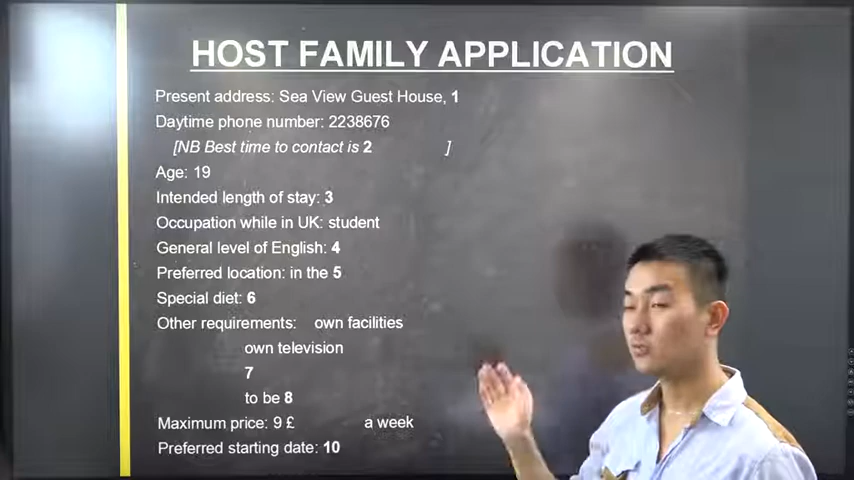 HOST FAMILY APPLICATION
Present address: Sea View Guest House, 1
Daytime phone number: 2238676
[NB Best time to contact is 2 ]
Age: 19
Intended length of stay: 3
Occupation while in UK: student
General level of English: 4
Preferred location: in the 5
Special diet: 6
Other requirements: own facilities
own television
7
to be 8
Maximum price: 9 £ a week
Preferred starting date: 10